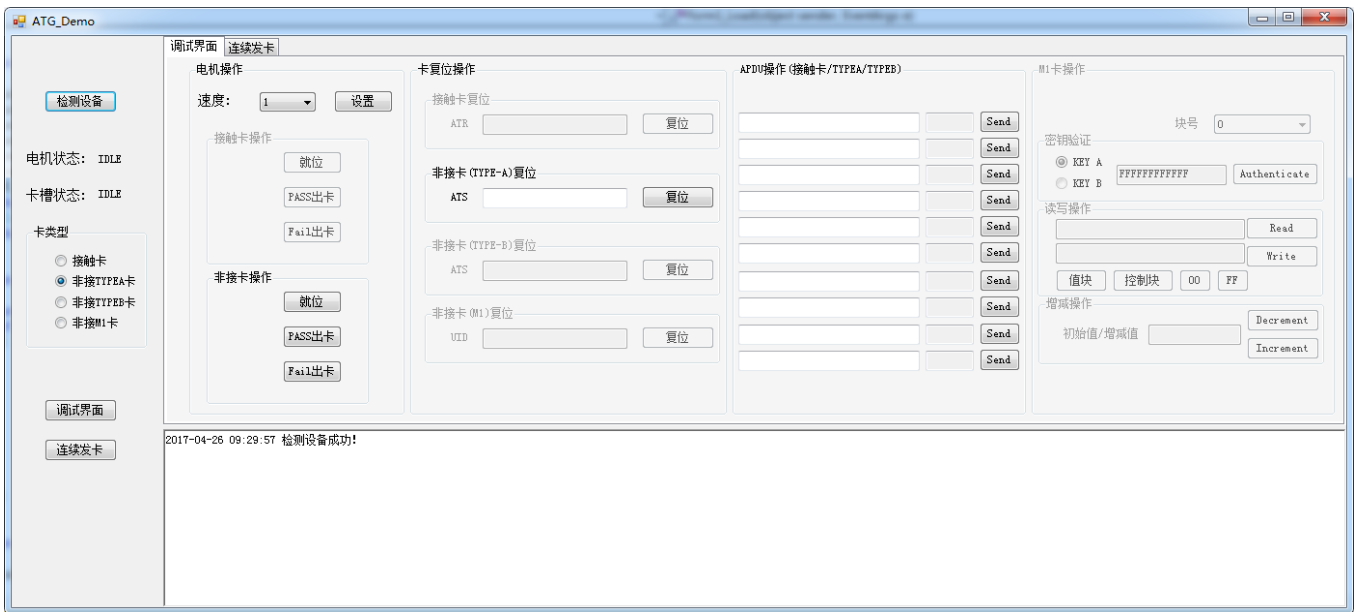 ATG_Demo
检测设备
电机状态: IDLE
卡槽状态: IDLE
卡类型
接触卡
非接TYPEA卡
非接TYPEB卡
非接M1卡
调试界面
连续发卡
调试界面 连续发卡
电机操作
速度: 1 设置
接触卡操作
就位
PASS出卡
Fail出卡
非接卡操作
就位
PASS出卡
Fail出卡
卡复位操作
接触卡复位
ATR 复位
非接卡(TYPE-A)复位
ATS 复位
非接卡(TYPE-B)复位
ATS 复位
非接卡(M1)复位
UID 复位
APDU操作(接触卡/TYPEA/TYPEB)
Send
Send
Send
Send
Send
Send
Send
Send
Send
Send
M1卡操作
块号 0
密钥验证
KEY A
KEY B
FFFFFFFFFFFF Authenticate
读写操作
Read
Write
值块 控制块 00 FF
增减操作
初始值/增减值
Decrement
Increment
2017-04-26 09:29:57 检测设备成功!